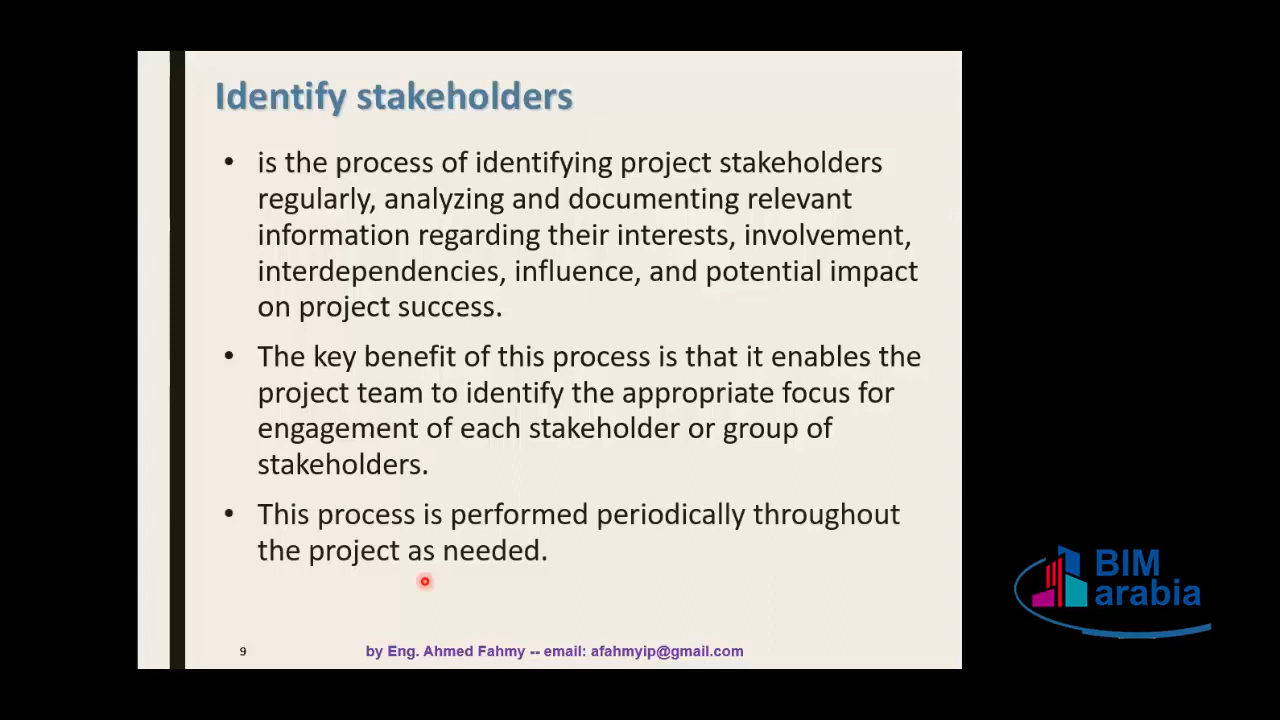 Identify stakeholders
• is the process of identifying project stakeholders
regularly, analyzing and documenting relevant
information regarding their interests, involvement,
interdependencies, influence, and potential impact
on project success.
• The key benefit of this process is that it enables the
project team to identify the appropriate focus for
engagement of each stakeholder or group of
stakeholders.
• This process is performed periodically throughout
the project as needed.
9
by Eng. Ahmed Fahmy -- email: afahmyip@gmail.com
BIM
arabia